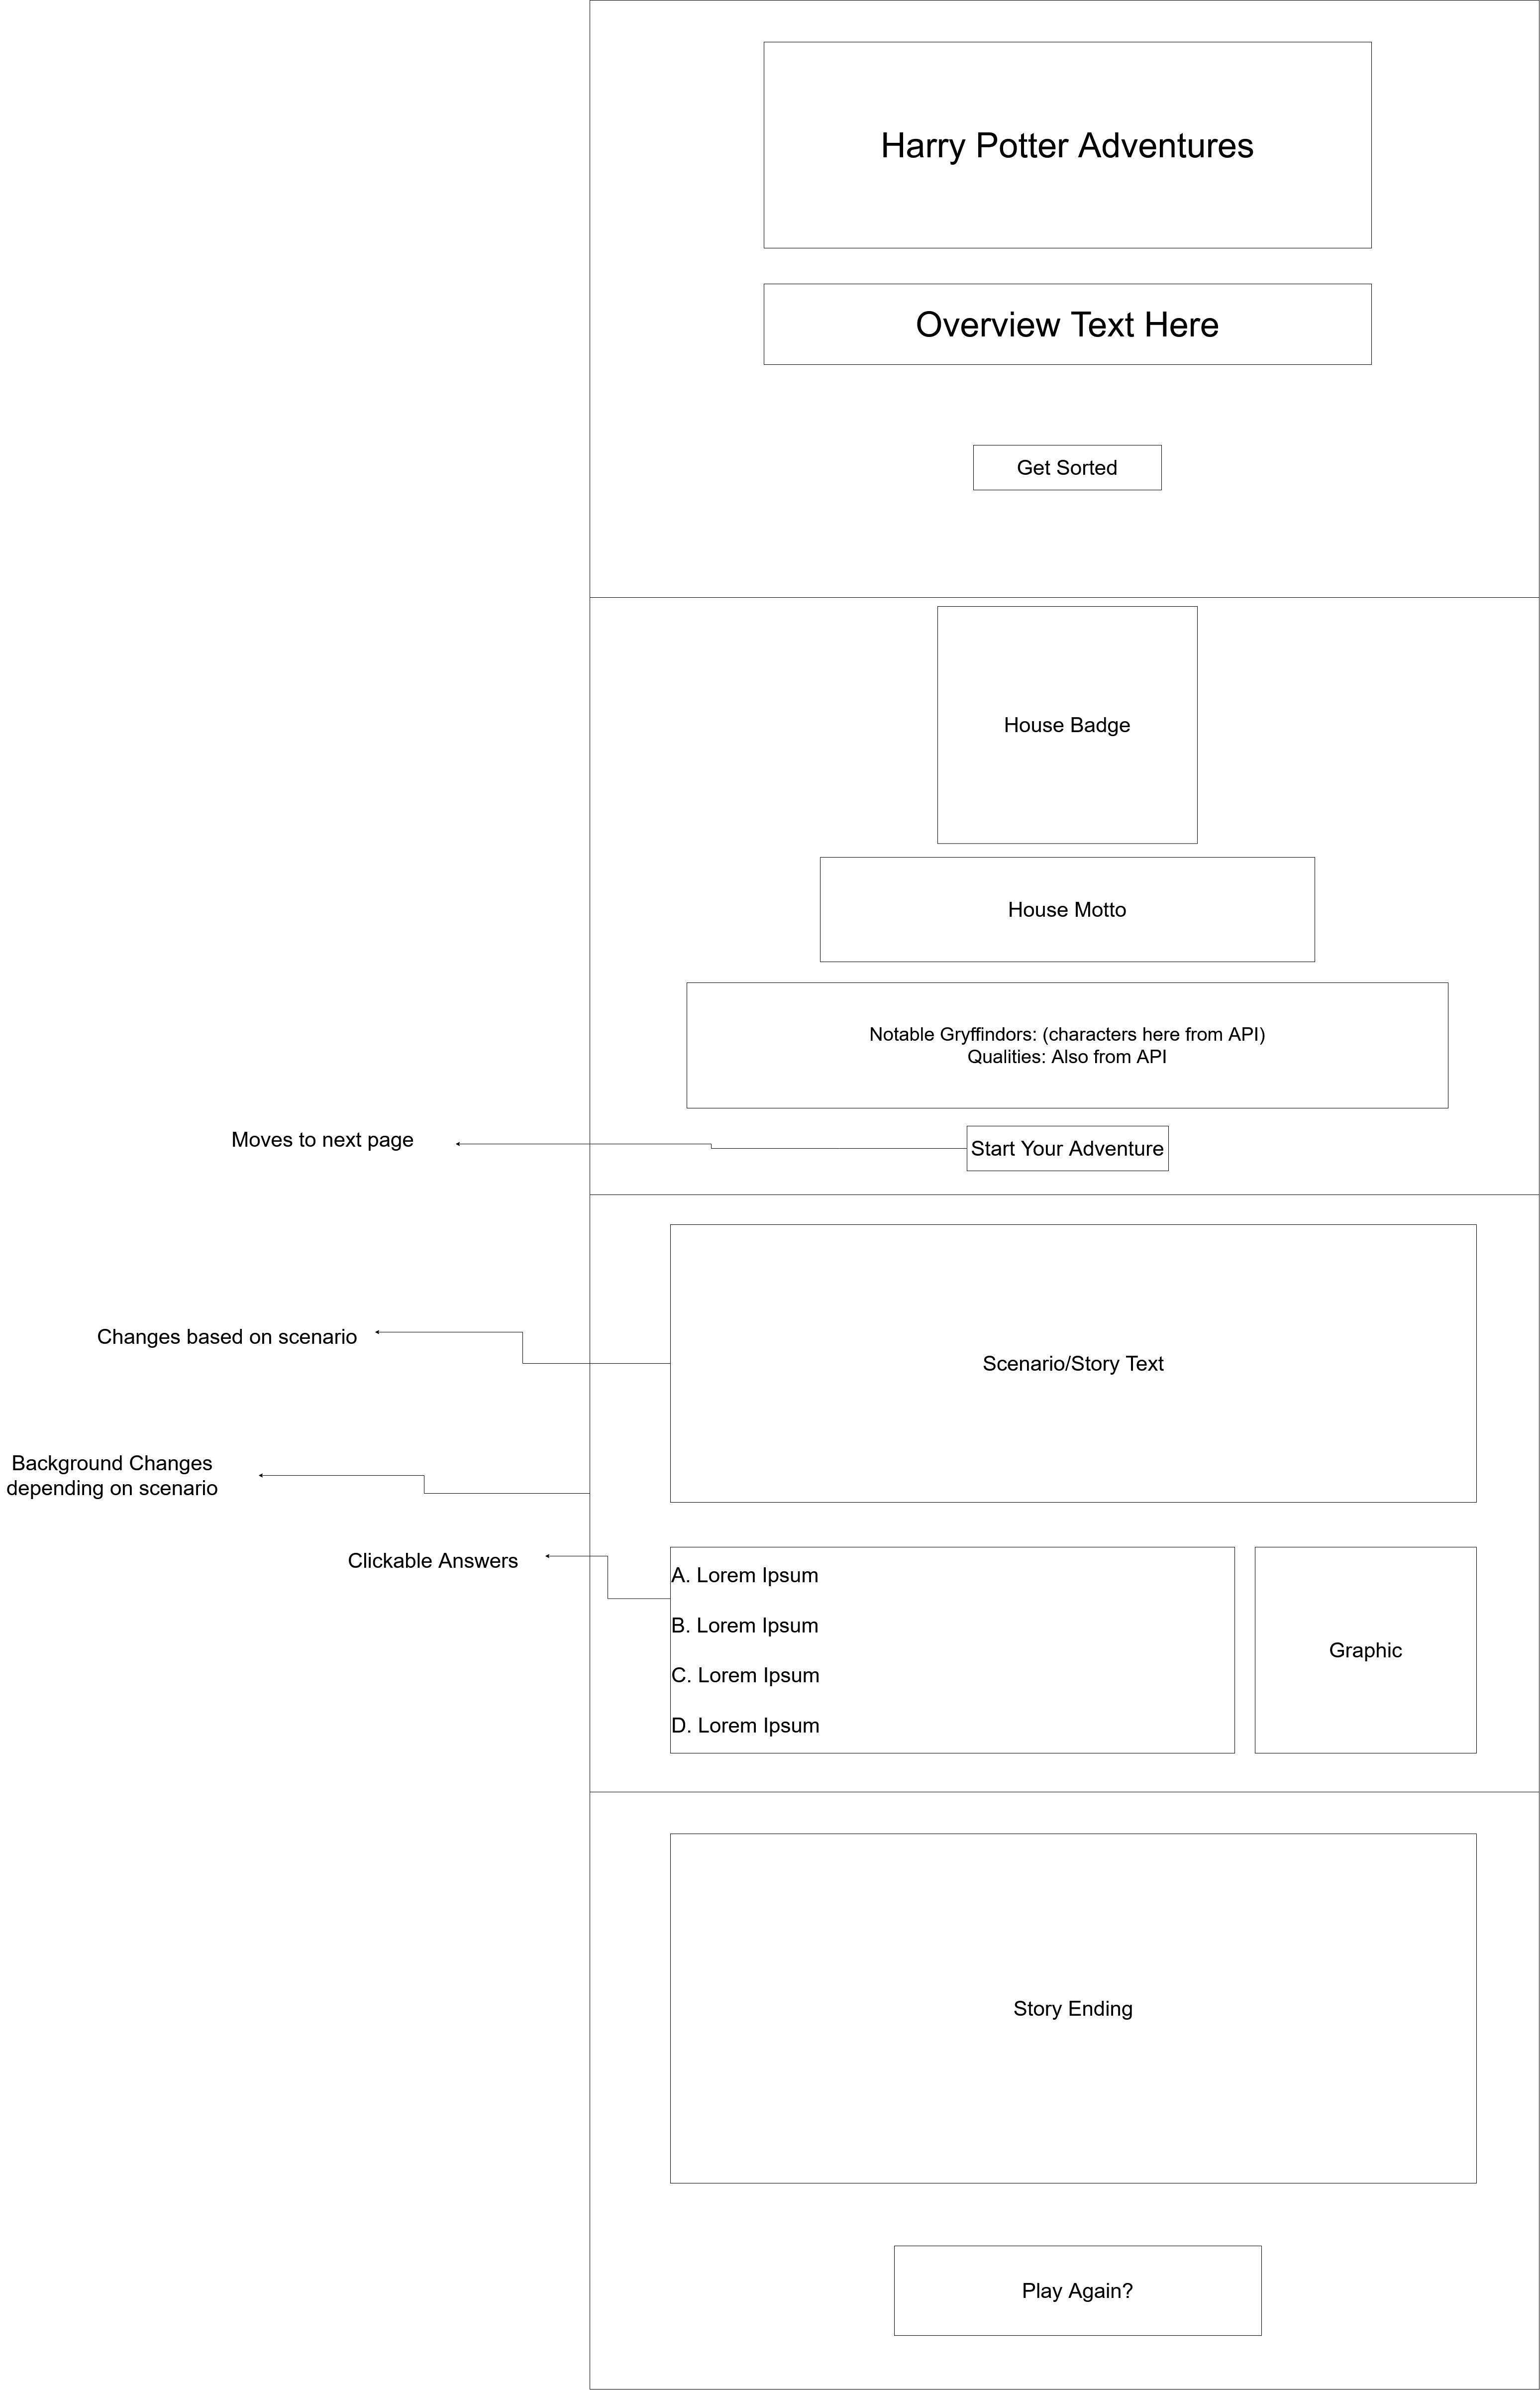 Harry Potter Adventures
Overview Text Here
Get Sorted
House Badge
House Motto
Notable Gryffindors: (characters here from API)
Qualities: Also from API
Moves to next page
Start Your Adventure
Changes based on scenario
Scenario/Story Text
Background Changes
depending on scenario
Clickable Answers
A. Lorem Ipsum
B. Lorem Ipsum
C. Lorem Ipsum
D. Lorem Ipsum
Graphic
Story Ending
Play Again?